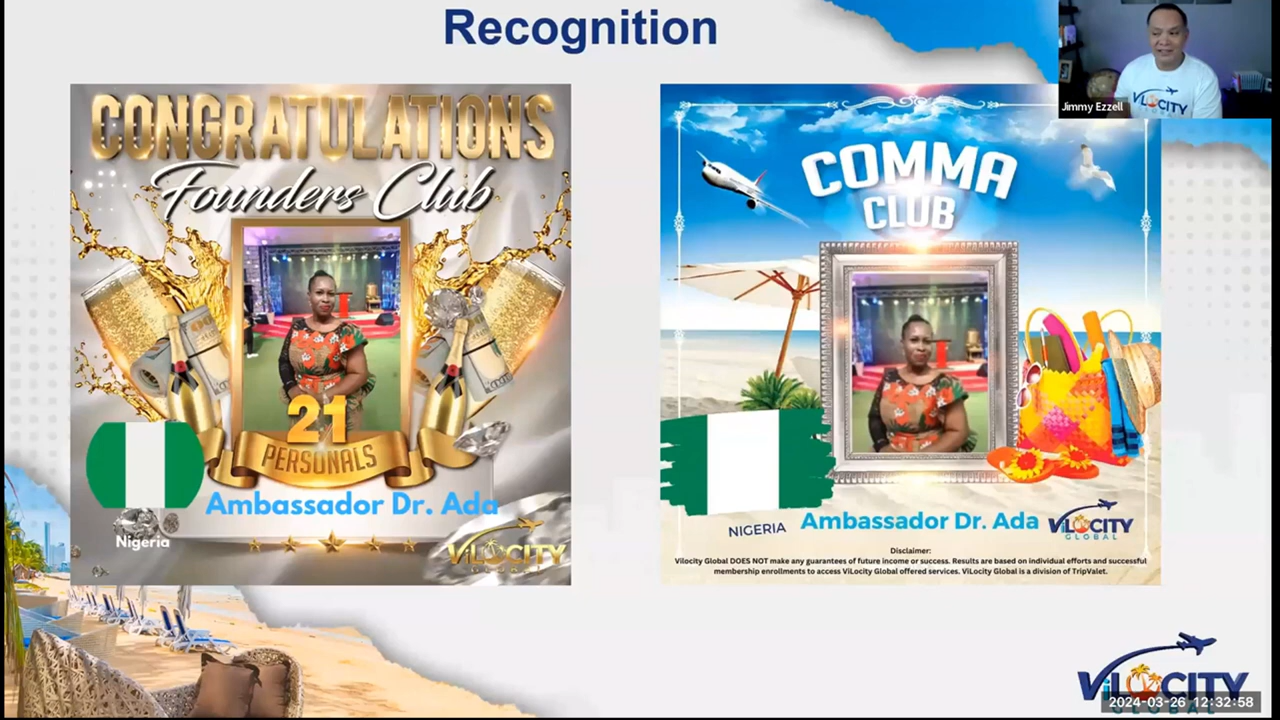 Recognition
Jimmy Ezzell
VILOCITY
CONGRATULATIONS
Founders Club
21
PERSONALS
Ambassador Dr. Ada
Nigeria
VILOCITY
COMMA
CLUB
NIGERIA
Ambassador Dr. Ada
VILOCITY
GLOBAL
Disclaimer:
Vilocity Global DOES NOT make any guarantees of future income or success. Results are based on individual efforts and successful
membership enrollments to access ViLocity Global offered services. ViLocity Global is a division of TripValet.
ViLOCITY
GLOBAL
2024-03-26 12:32:58